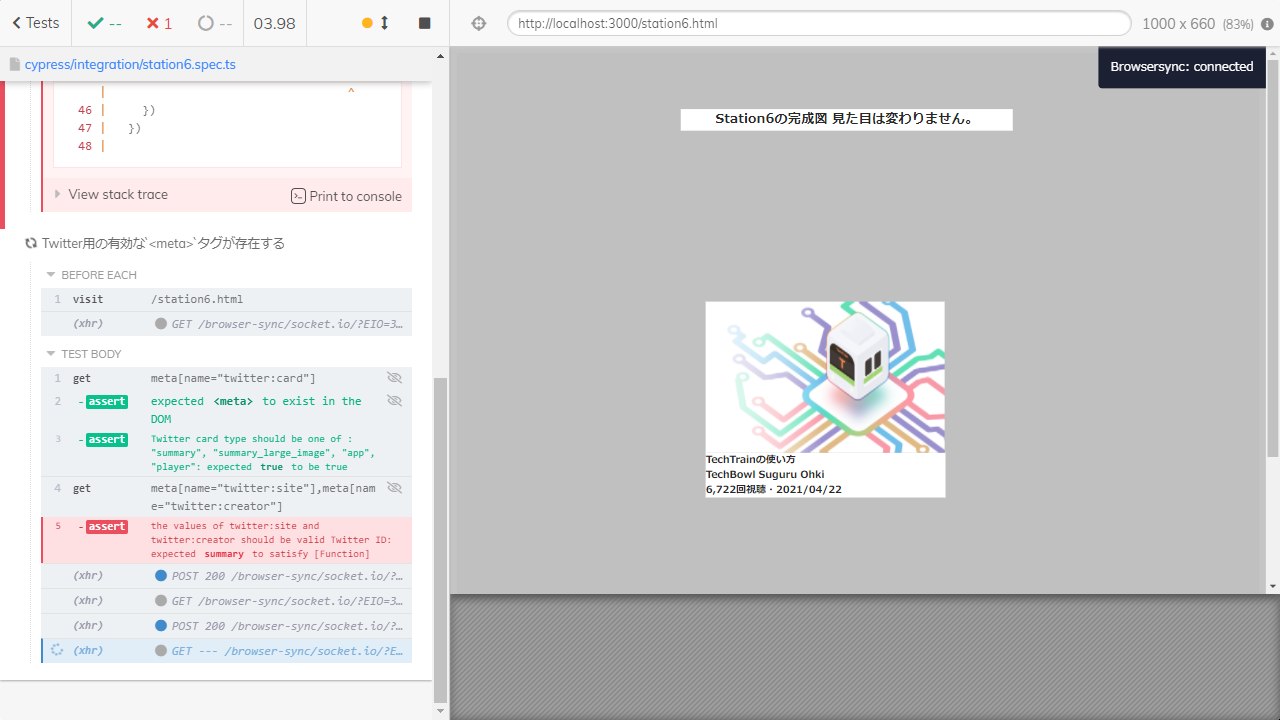 Tests
--
1
--
03.98
http://localhost:3000/station6.html
1000 x 660 (83%)
cypress/integration/station6.spec.ts
Browsersync: connected
| ^
46 | })
47 | })
48 |
View stack trace
Print to console
Twitter用の有効な`<meta>`タグが存在する
BEFORE EACH
1 visit /station6.html
(xhr) GET /browser-sync/socket.io/?EIO=3...
TEST BODY
1 get meta[name="twitter:card"]
2 -assert expected <meta> to exist in the
DOM
3 -assert Twitter card type should be one of :
"summary", "summary_large_image", "app",
"player": expected true to be true
4 get meta[name="twitter:site"],meta[nam
e="twitter:creator"]
5 -assert the values of twitter:site and
twitter:creator should be valid Twitter ID:
expected summary to satisfy [Function]
(xhr) POST 200 /browser-sync/socket.io/?...
(xhr) GET /browser-sync/socket.io/?EIO=3...
(xhr) POST 200 /browser-sync/socket.io/?...
(xhr) GET --- /browser-sync/socket.io/?E...
Station6の完成図 見た目は変わりません。
T
TechTrainの使い方
TechBowl Suguru Ohki
6,722回視聴・2021/04/22